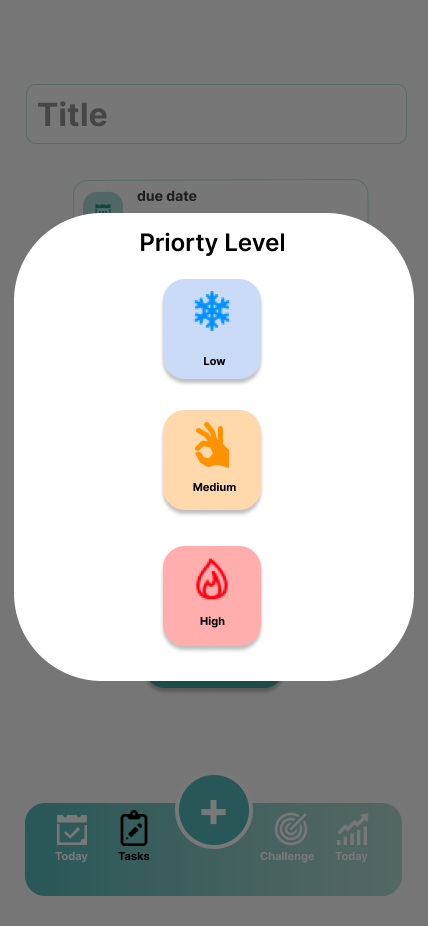 Title
due date
Priorty Level
Low
Medium
High
+
Today
Tasks
Challenge
Today